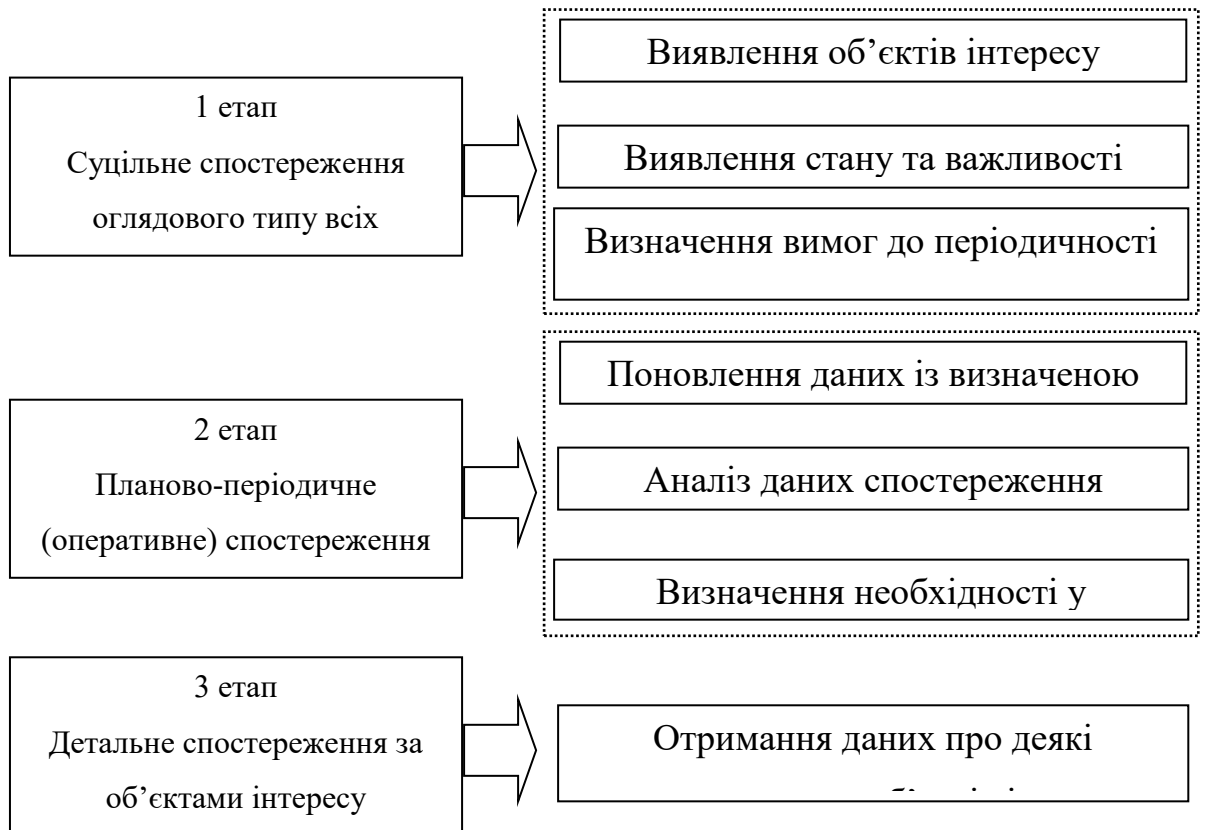 1 етап
Суцільне спостереження
оглядового типу всіх
Виявлення об’єктів інтересу
Виявлення стану та важливості
Визначення вимог до періодичності
2 етап
Планово-періодичне
(оперативне) спостереження
Поновлення даних із визначеною
Аналіз даних спостереження
Визначення необхідності у
3 етап
Детальне спостереження за
об’єктами інтересу
Отримання даних про деякі